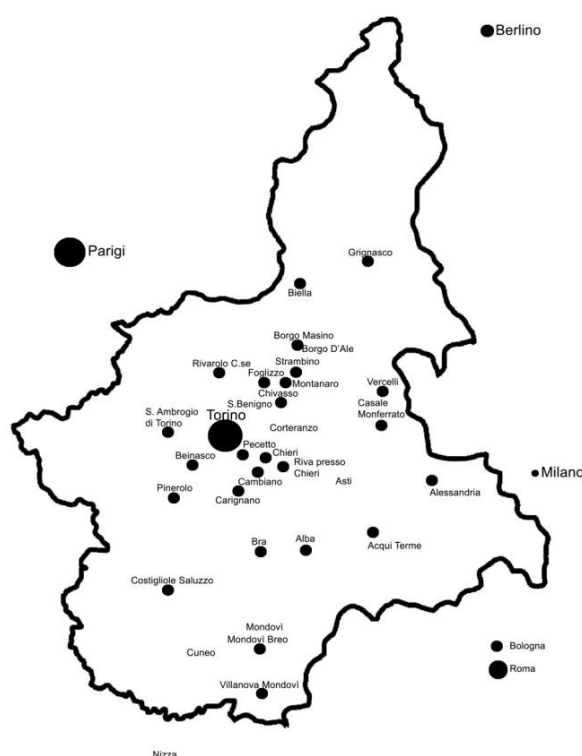 Berlino
Parigi
Grignasco
Biella
Borgo Masino
Borgo D'Ale
Rivarolo C.se
Strambino
Foglizzo
Montanaro
Vercelli
Chivasso
S.Benigno
Casale
Monferrato
S. Ambrogio
di Torino
Torino
Corteranzo
Pecetto
Chieri
Beinasco
Riva presso
Chieri
Milano
Cambiano
Asti
Alessandria
Pinerolo
Carignano
Bra
Alba
Acqui Terme
Costigliole Saluzzo
Mondovì
Mondovì Breo
Cuneo
Bologna
Roma
Villanova Mondovì
Nizza